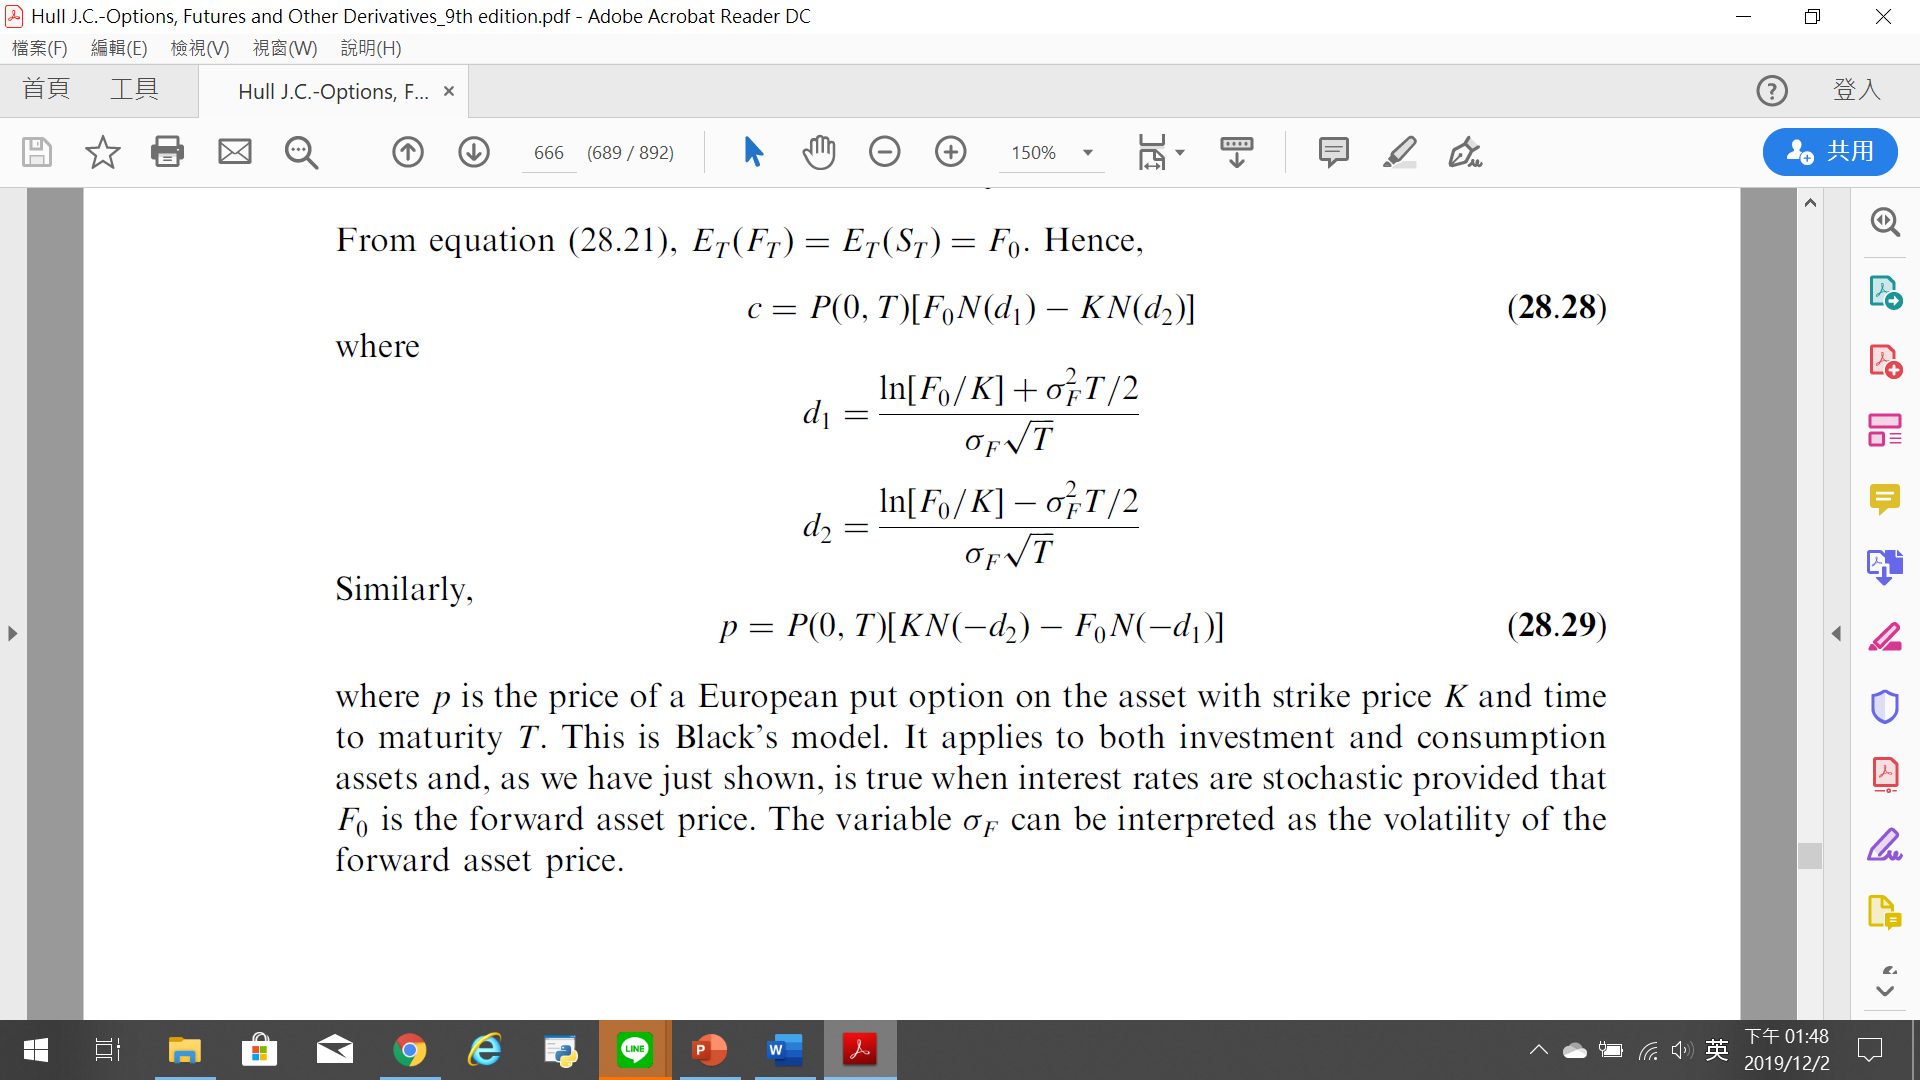 Hull J.C.-Options, Futures and Other Derivatives_9th edition.pdf - Adobe Acrobat Reader DC
檔案(F) 編輯(E) 檢視(V) 視窗(W) 說明(H)
首頁 工具 Hull J.C.-Options, F... × 登入
666 (689 / 892) 150% 共用
From equation (28.21), E_T(F_T) = E_T(S_T) = F_0. Hence,
c = P(0, T)[F_0N(d_1) − KN(d_2)] (28.28)
where
d_1 = (ln[F_0/K] + σ_F^2T/2) / (σ_F√T)
d_2 = (ln[F_0/K] − σ_F^2T/2) / (σ_F√T)
Similarly,
p = P(0, T)[KN(−d_2) − F_0N(−d_1)] (28.29)
where p is the price of a European put option on the asset with strike price K and time
to maturity T. This is Black's model. It applies to both investment and consumption
assets and, as we have just shown, is true when interest rates are stochastic provided that
F_0 is the forward asset price. The variable σ_F can be interpreted as the volatility of the
forward asset price.
LINE
英 下午 01:48
2019/12/2